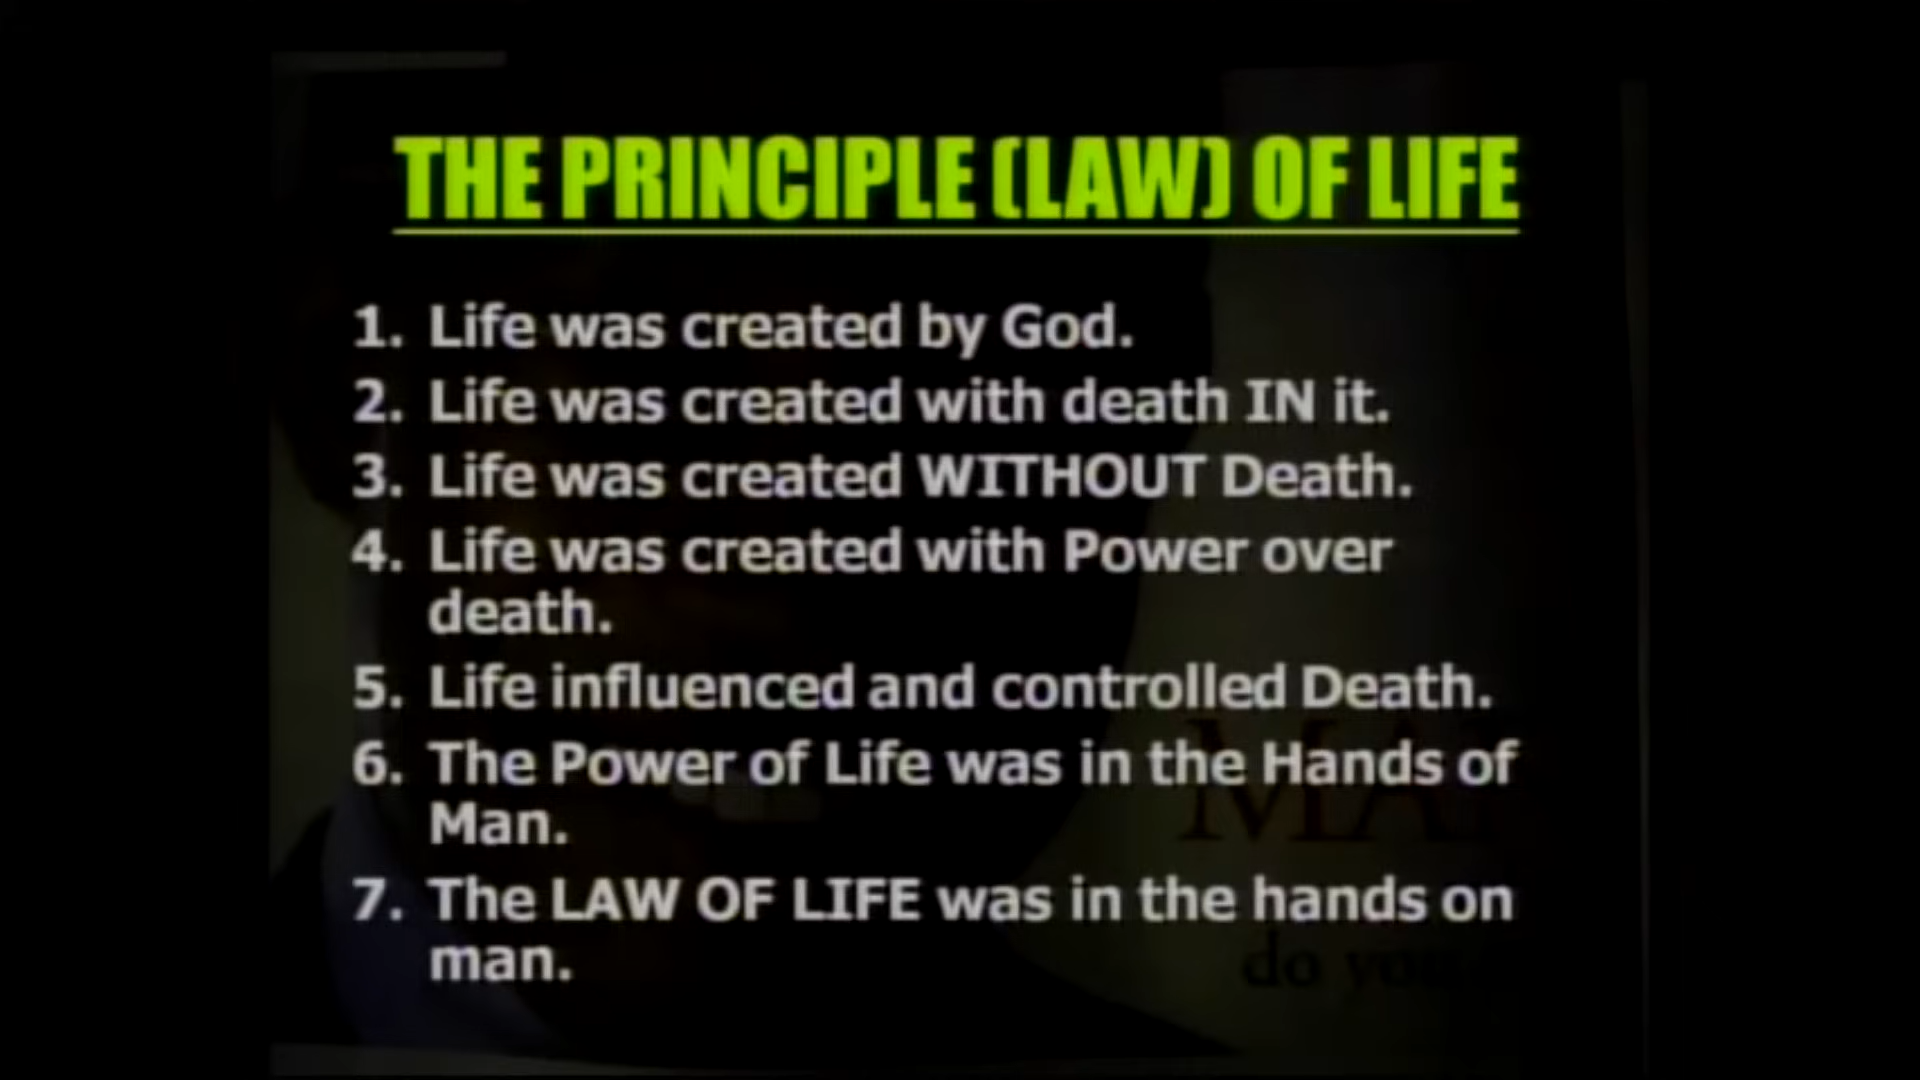 THE PRINCIPLE (LAW) OF LIFE
1. Life was created by God.
2. Life was created with death IN it.
3. Life was created WITHOUT Death.
4. Life was created with Power over
death.
5. Life influenced and controlled Death.
6. The Power of Life was in the Hands of
Man.
7. The LAW OF LIFE was in the hands on
man.
do you